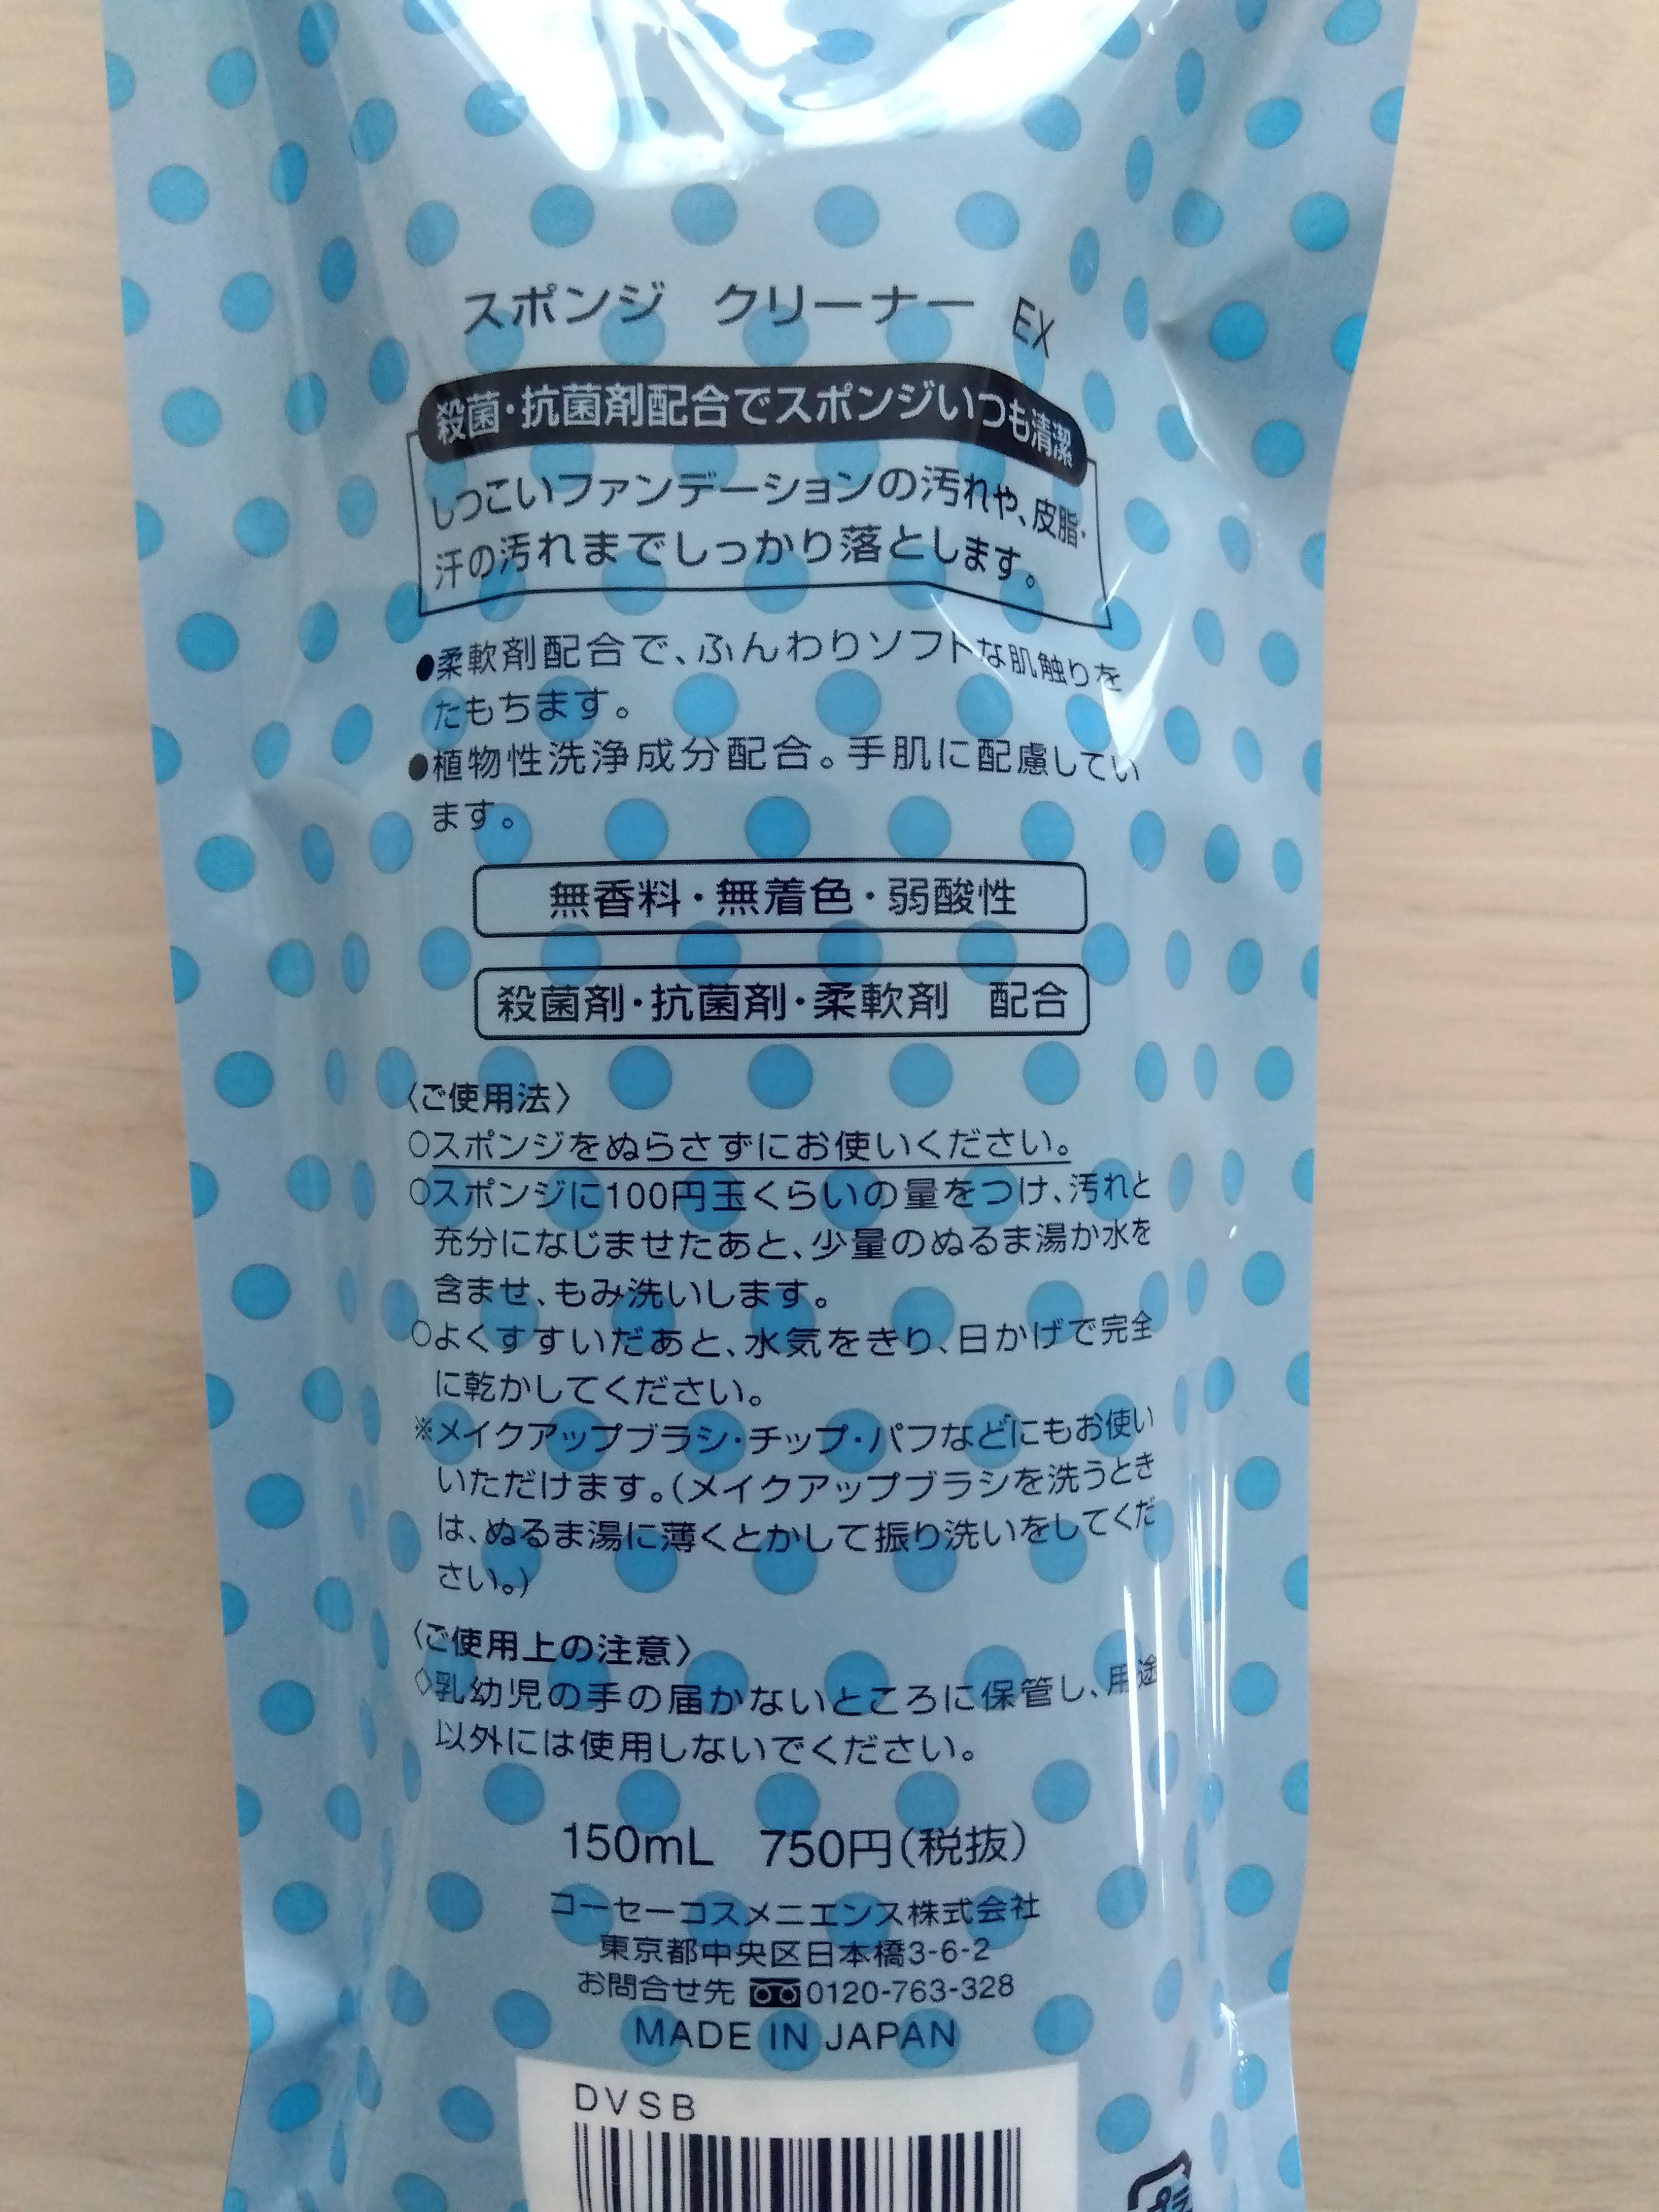 スポンジ クリーナー EX
殺菌・抗菌剤配合でスポンジいつも清潔
しつこいファンデーションの汚れや、皮脂・
汗の汚れまでしっかり落とします。
●柔軟剤配合で、ふんわりソフトな肌触りを
たもちます。
●植物性洗浄成分配合。手肌に配慮してい
ます。
無香料・無着色・弱酸性
殺菌剤・抗菌剤・柔軟剤 配合
〈ご使用法〉
○スポンジをぬらさずにお使いください。
○スポンジに100円玉くらいの量をつけ、汚れと
充分になじませたあと、少量のぬるま湯か水を
含ませ、もみ洗いします。
○よくすすいだあと、水気をきり、日かげで完全
に乾かしてください。
※メイクアップブラシ・チップ・パフなどにもお使い
いただけます。(メイクアップブラシを洗うとき
は、ぬるま湯に薄くとかして振り洗いをしてくだ
さい。)
〈ご使用上の注意〉
◇乳幼児の手の届かないところに保管し、用途
以外には使用しないでください。
150mL 750円(税抜)
コーセーコスメニエンス株式会社
東京都中央区日本橋3-6-2
お問合せ先 0120-763-328
MADE IN JAPAN
DVSB